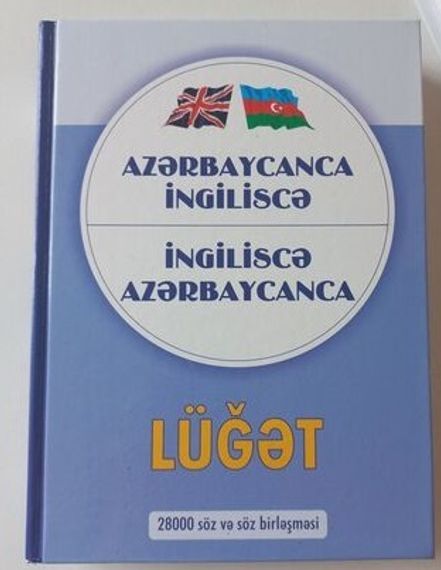 AZƏRBAYCANCA
İNGİLİSCƏ
İNGİLİSCƏ
AZƏRBAYCANCA
LÜĞƏT
28000 söz və söz birləşməsi